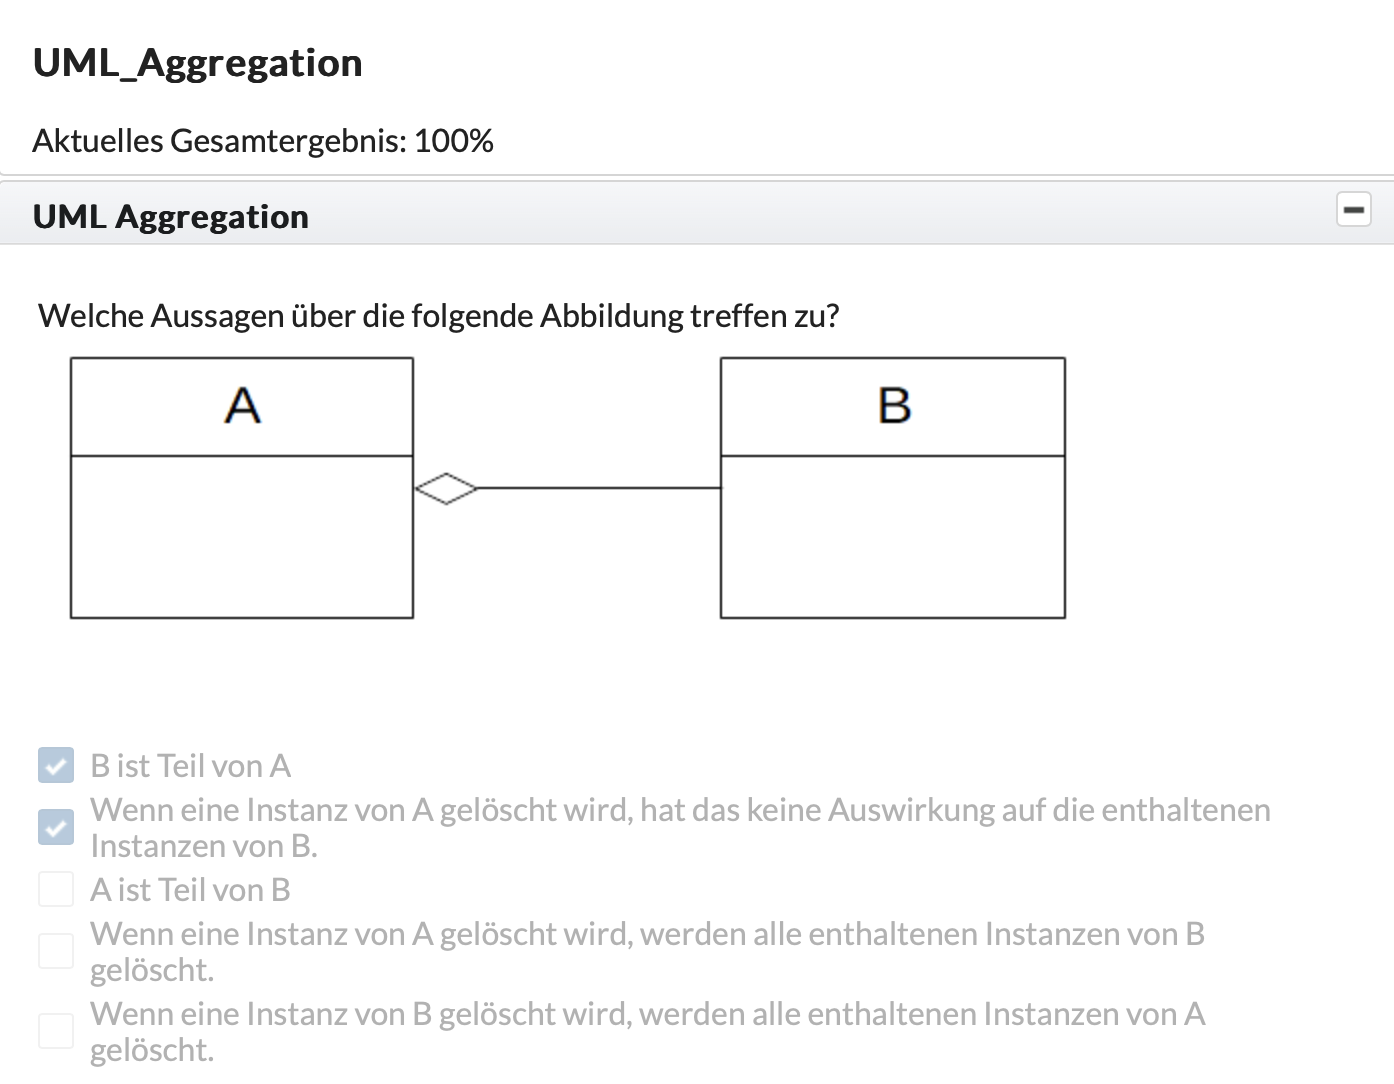 UML_Aggregation
Aktuelles Gesamtergebnis: 100%
UML Aggregation
Welche Aussagen über die folgende Abbildung treffen zu?
A
B
B ist Teil von A
Wenn eine Instanz von A gelöscht wird, hat das keine Auswirkung auf die enthaltenen
Instanzen von B.
A ist Teil von B
Wenn eine Instanz von A gelöscht wird, werden alle enthaltenen Instanzen von B
gelöscht.
Wenn eine Instanz von B gelöscht wird, werden alle enthaltenen Instanzen von A
gelöscht.